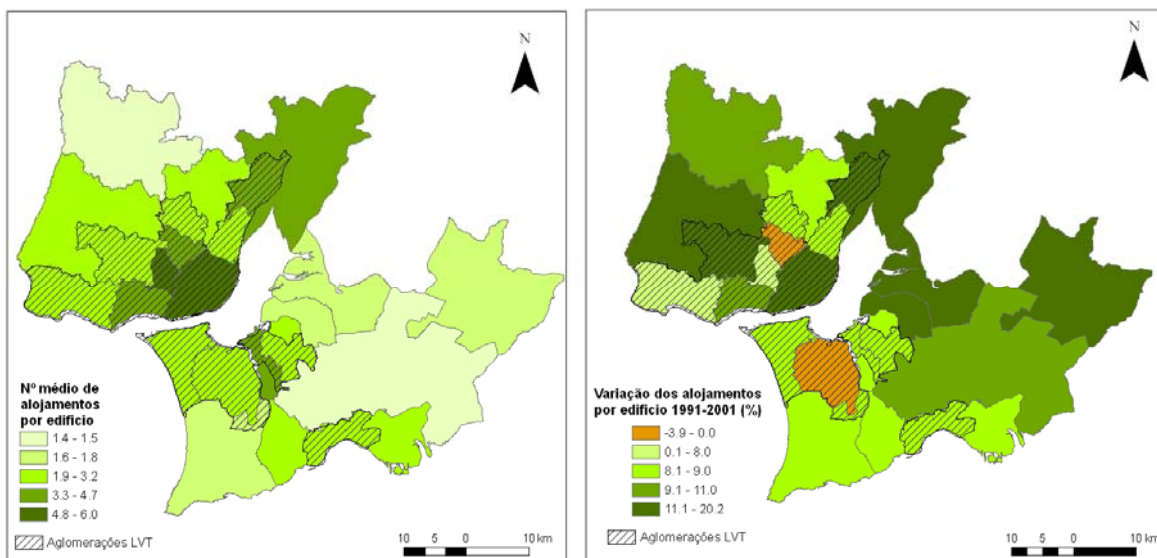 N
Nº médio de
alojamentos
por edificio
1.4 - 1.5
1.6 - 1.8
1.9 - 3.2
3.3 - 4.7
4.8 - 6.0
Aglomerações LVT
10 5 0 10 km
N
Variação dos alojamentos
por edificio 1991-2001 (%)
-3.9 - 0.0
0.1 - 8.0
8.1 - 9.0
9.1 - 11.0
11.1 - 20.2
Aglomerações LVT
10 5 0 10 km